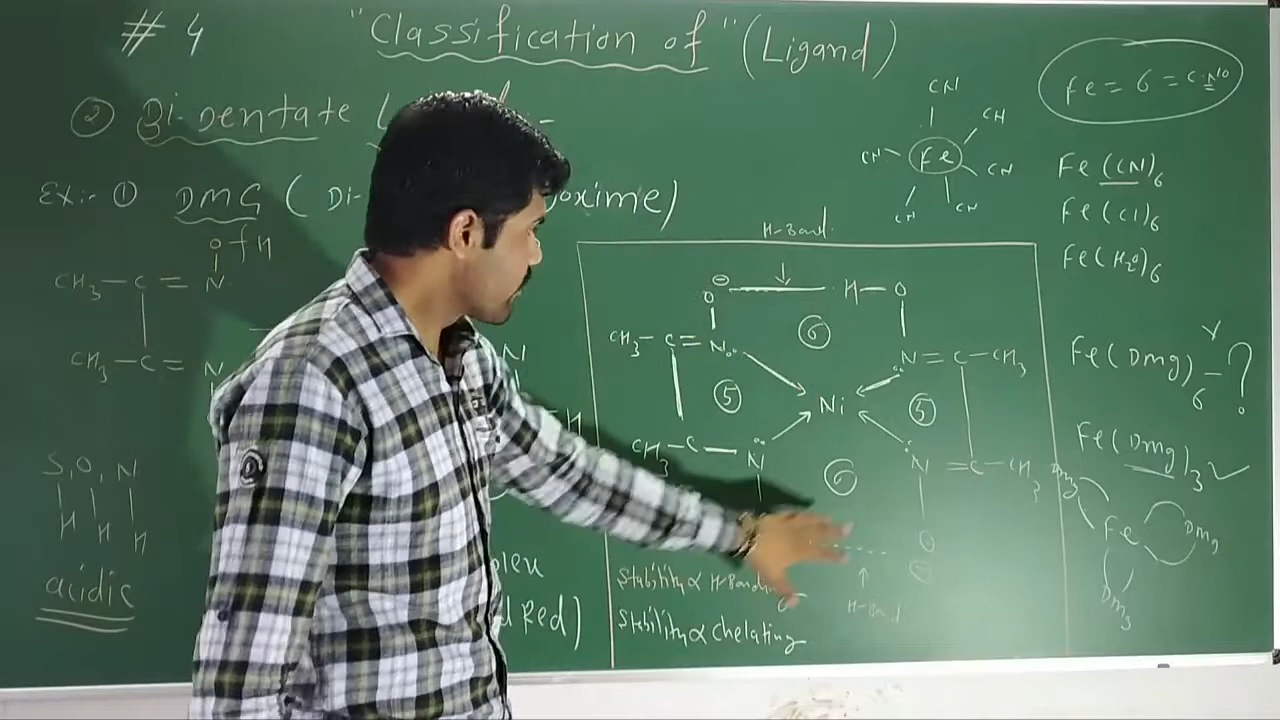 # 4 "Classification of" (Ligand)
② Bi-Dentate
Ex:- ① DMG ( Di- oxime)
O H
CH3-C=N
CH3-C=N
S, O, N
H H H
acidic
plex
d Red)
H-Bond
O⊖ H-O
CH3-C=N
⑥
N=C-CH3
⑤ Ni ⑤
CH3-C-N
⑥
N=C-CH3
O
H-Bond
Stability ∝ H-Bonding
Stability ∝ Chelating
CN
CN CN
Fe
CN CN
CN CN
Fe = 6 = C.No
Fe(CN)6
Fe(Cl)6
Fe(H2O)6
Fe(Dmg)6 - ?
Fe(Dmg)3 ✓
Dmg
Fe Dmg
Dmg